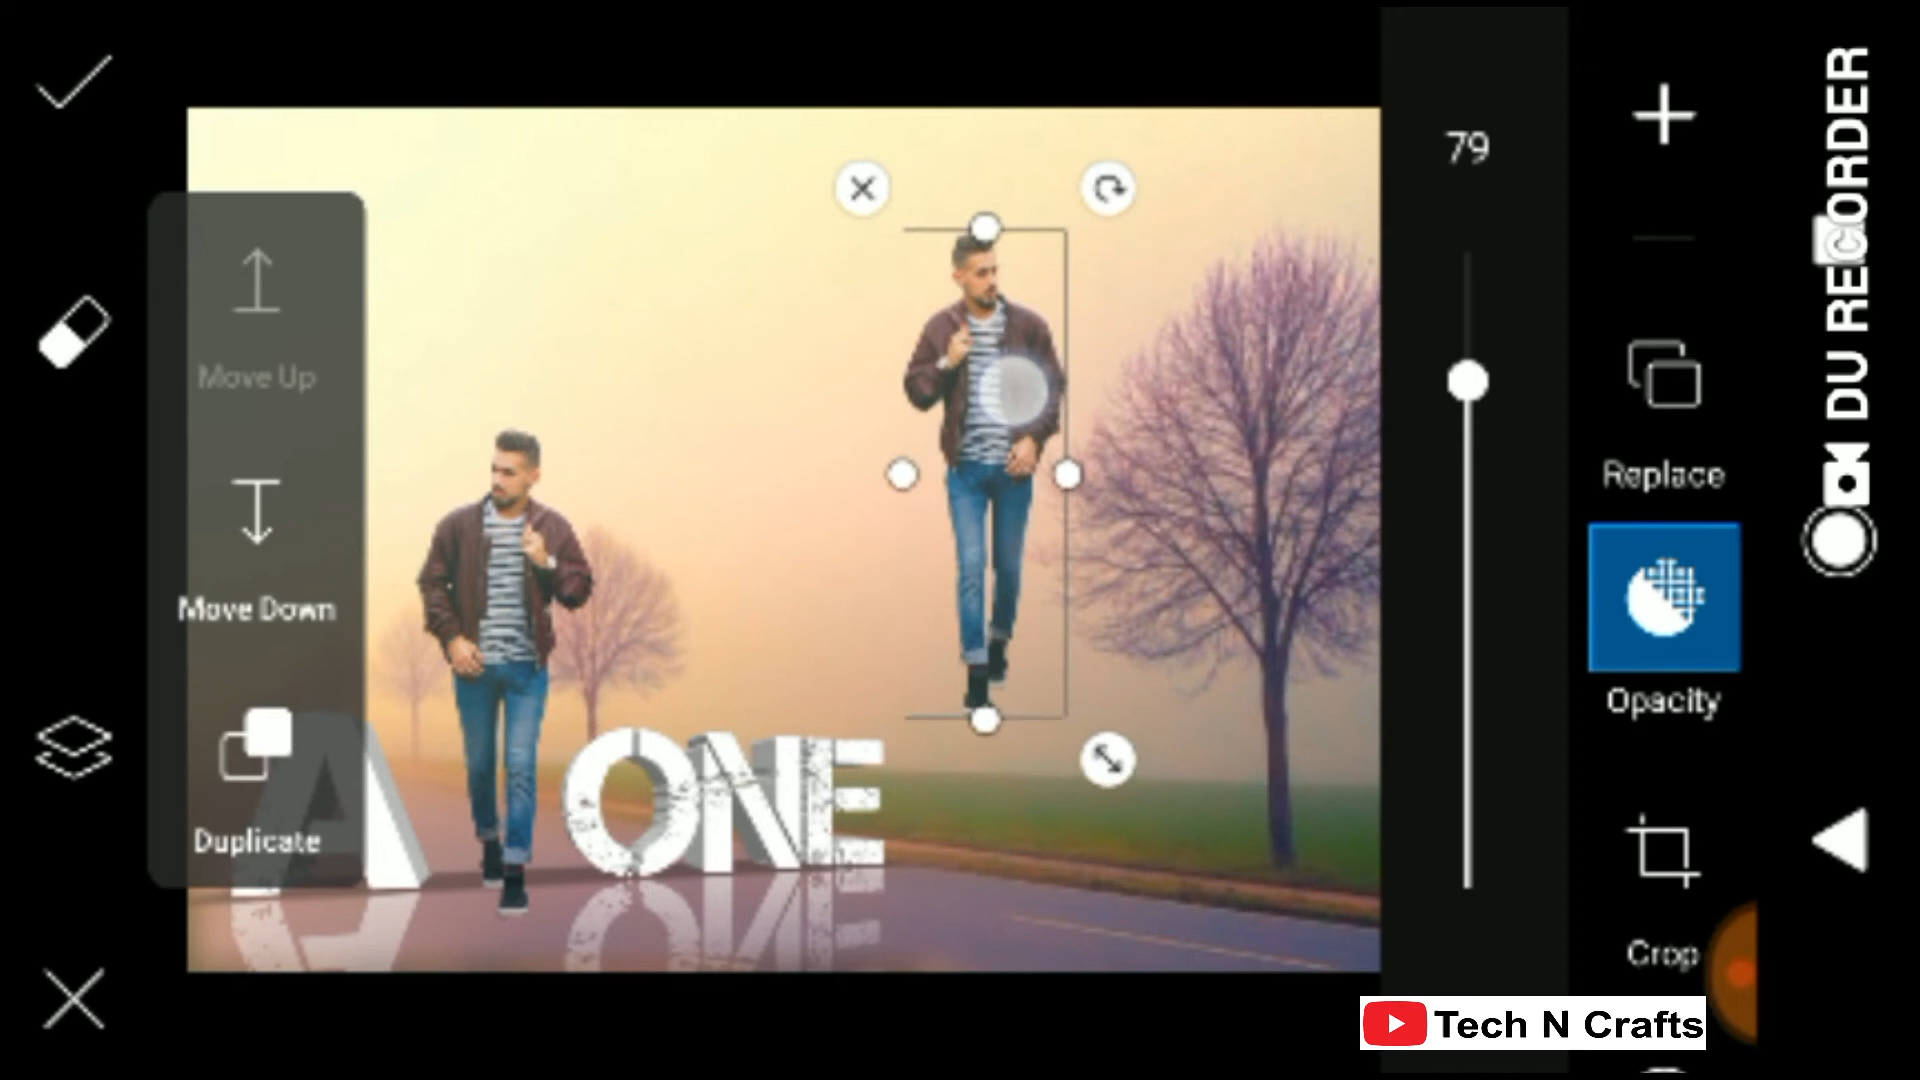 79
Move Up
Move Down
Duplicate
A ONE
Replace
Opacity
Crop
DU RECORDER
Tech N Crafts